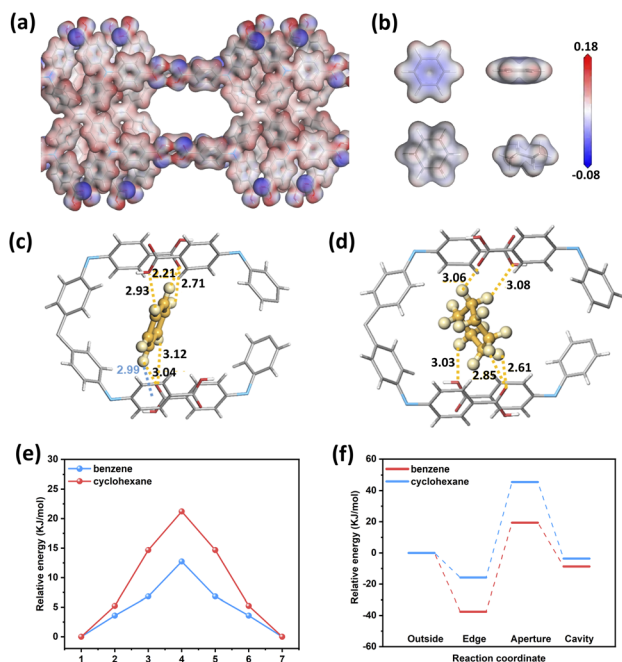 (a)
(b)
0.18
-0.08
(c)
2.21
2.93
2.71
3.12
2.99
3.04
(d)
3.06
3.08
3.03
2.85
2.61
(e)
30
25
20
15
10
5
0
Relative energy (KJ/mol)
benzene
cyclohexane
1 2 3 4 5 6 7
(f)
60
40
20
0
-20
-40
-60
Relative energy (KJ/mol)
benzene
cyclohexane
Outside Edge Aperture Cavity
Reaction coordinate